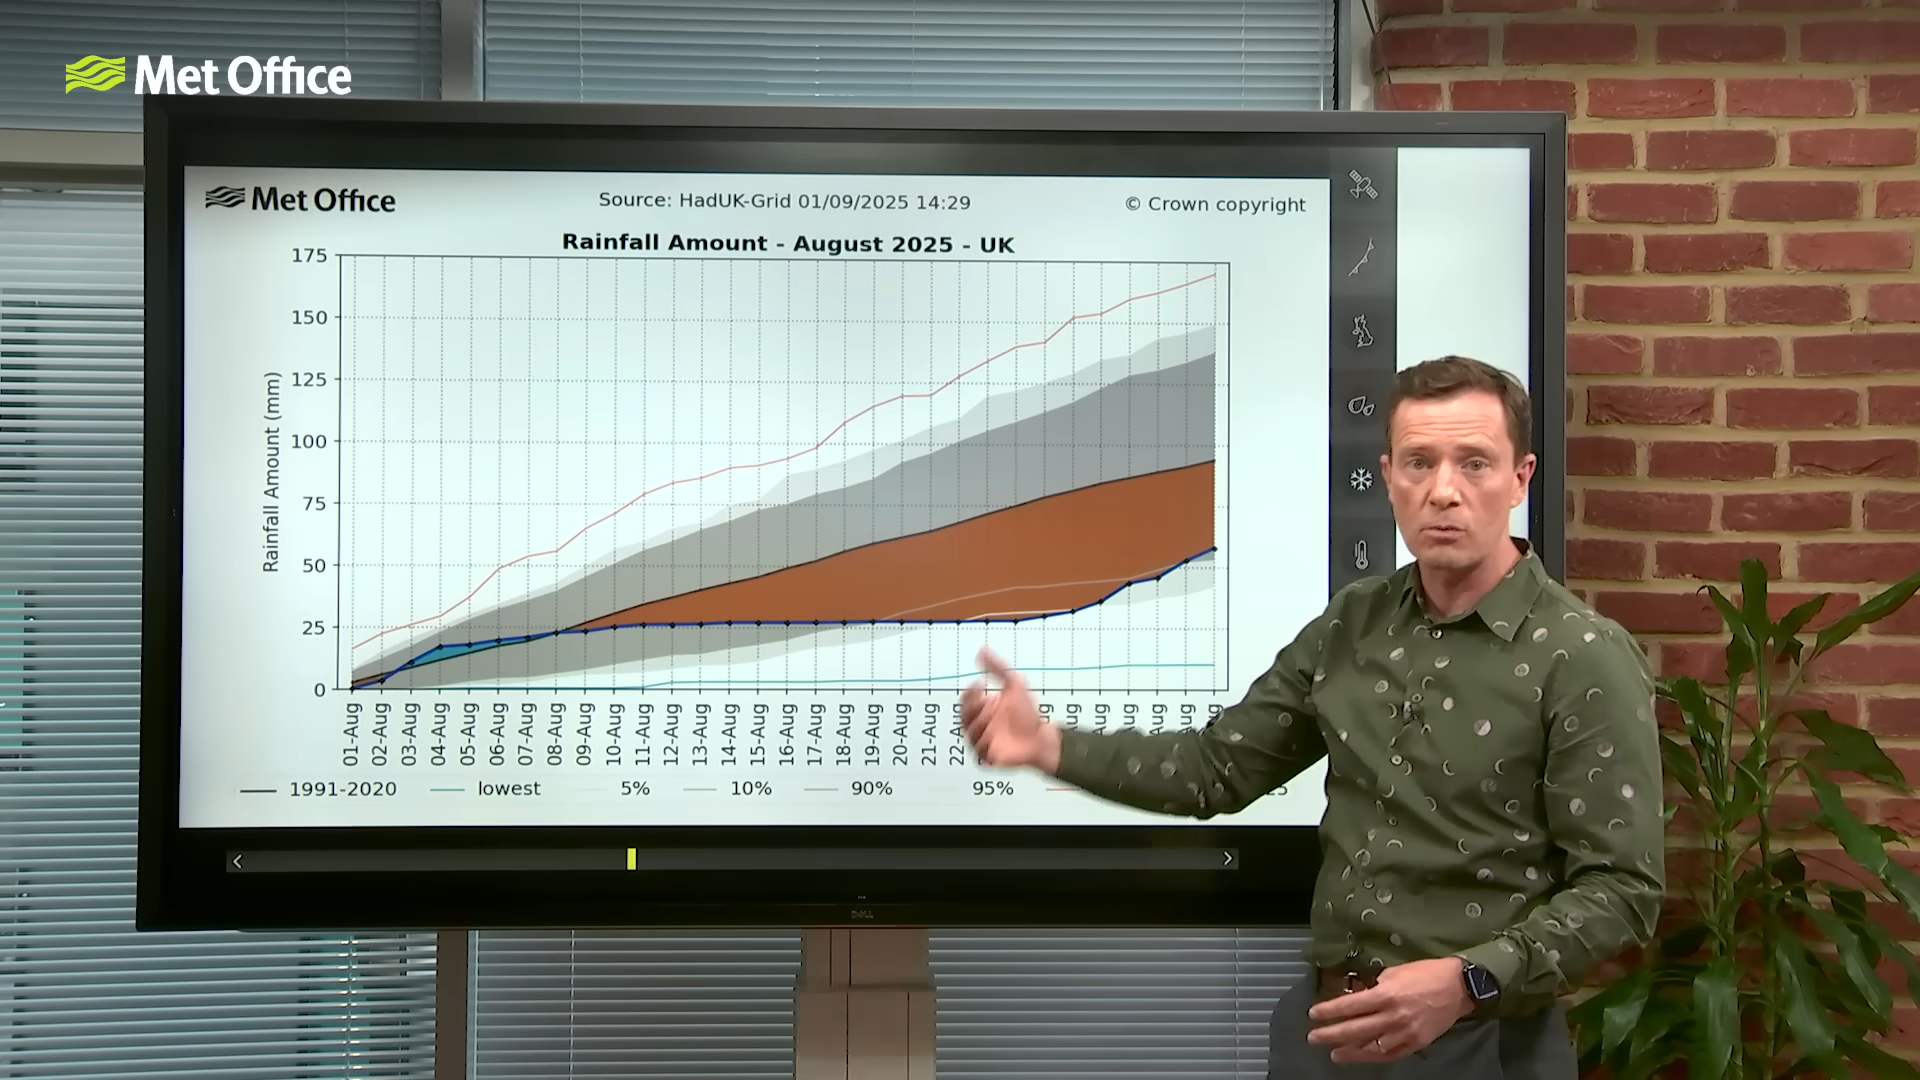 Met Office
Met Office
Source: HadUK-Grid 01/09/2025 14:29
© Crown copyright
Rainfall Amount - August 2025 - UK
Rainfall Amount (mm)
175
150
125
100
75
50
25
0
01-Aug
02-Aug
03-Aug
04-Aug
05-Aug
06-Aug
07-Aug
08-Aug
09-Aug
10-Aug
11-Aug
12-Aug
13-Aug
14-Aug
15-Aug
16-Aug
17-Aug
18-Aug
19-Aug
20-Aug
21-Aug
1991-2020 lowest 5% 10% 90% 95%
DELL